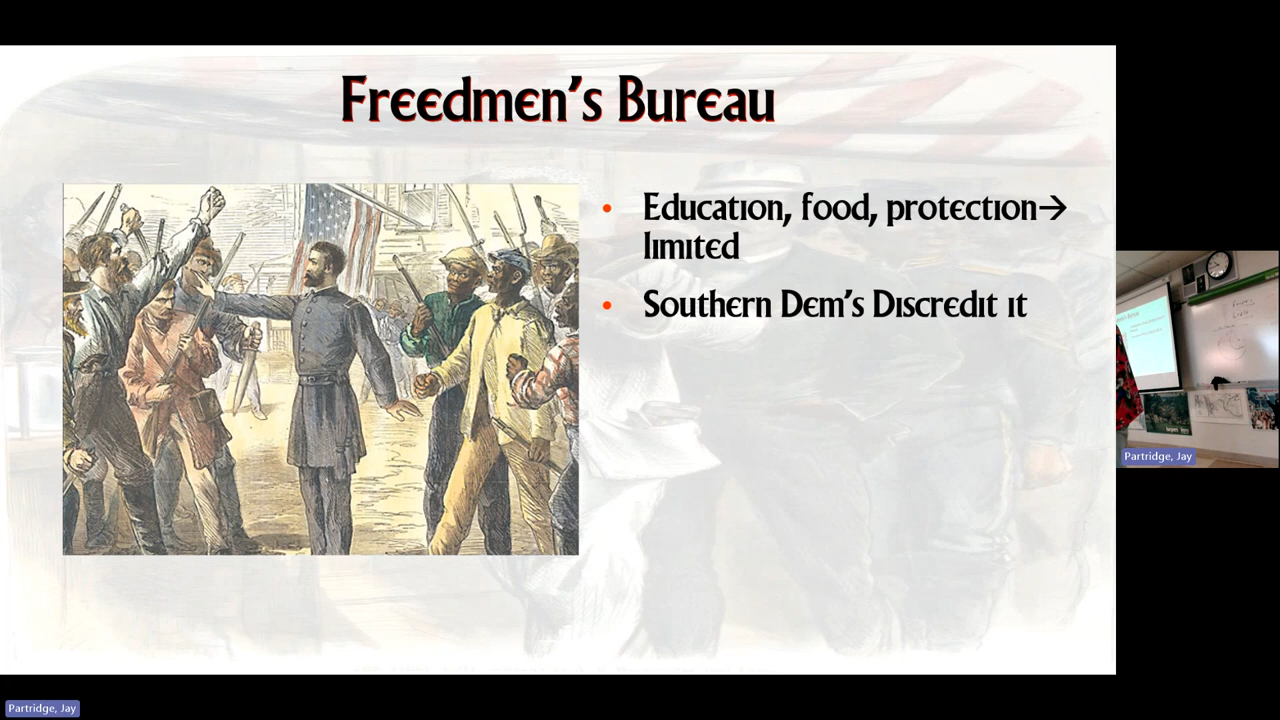 Freedmen's Bureau
• Education, food, protection→
limited
• Southern Dem's Discredit it
Partridge, Jay
Partridge, Jay